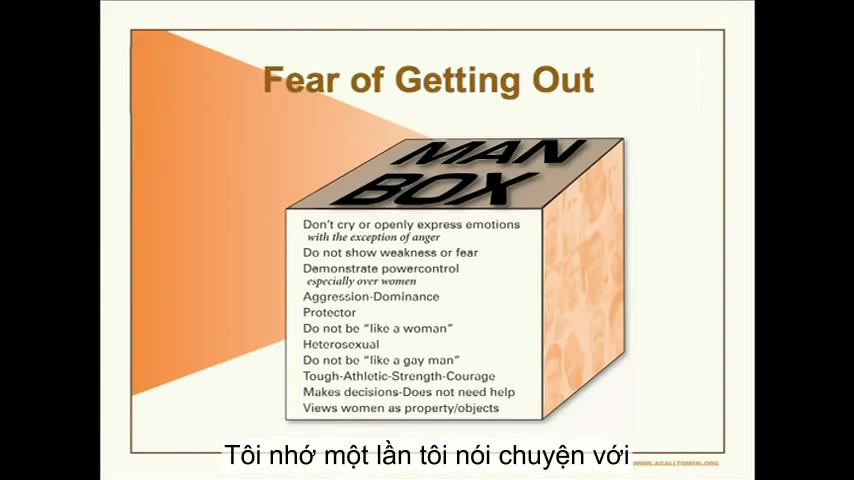 Fear of Getting Out
MAN
BOX
Don't cry or openly express emotions
with the exception of anger
Do not show weakness or fear
Demonstrate powercontrol
especially over women
Aggression-Dominance
Protector
Do not be “like a woman”
Heterosexual
Do not be “like a gay man”
Tough-Athletic-Strength-Courage
Makes decisions-Does not need help
Views women as property/objects
Tôi nhớ một lần tôi nói chuyện với
WWW.ACALLTOMEN.ORG